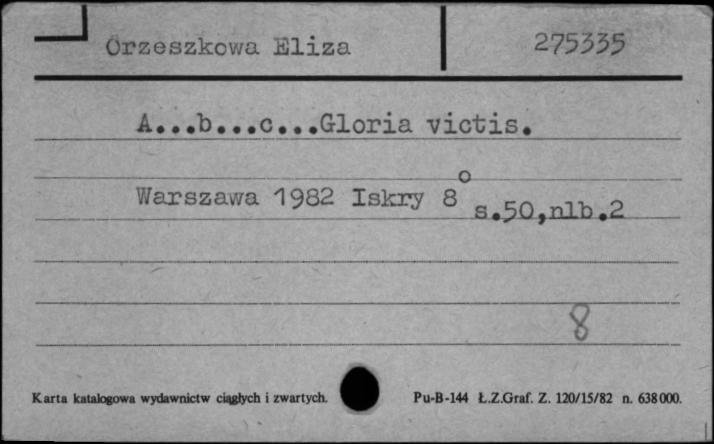 Orzeszkowa Eliza 275335
A...b...c...Gloria victis.
Warszawa 1982 Iskry 8° s.50,nlb.2
8
Karta katalogowa wydawnictw ciągłych i zwartych. Pu-B-144 Ł.Z.Graf. Z. 120/15/82 n. 638000.